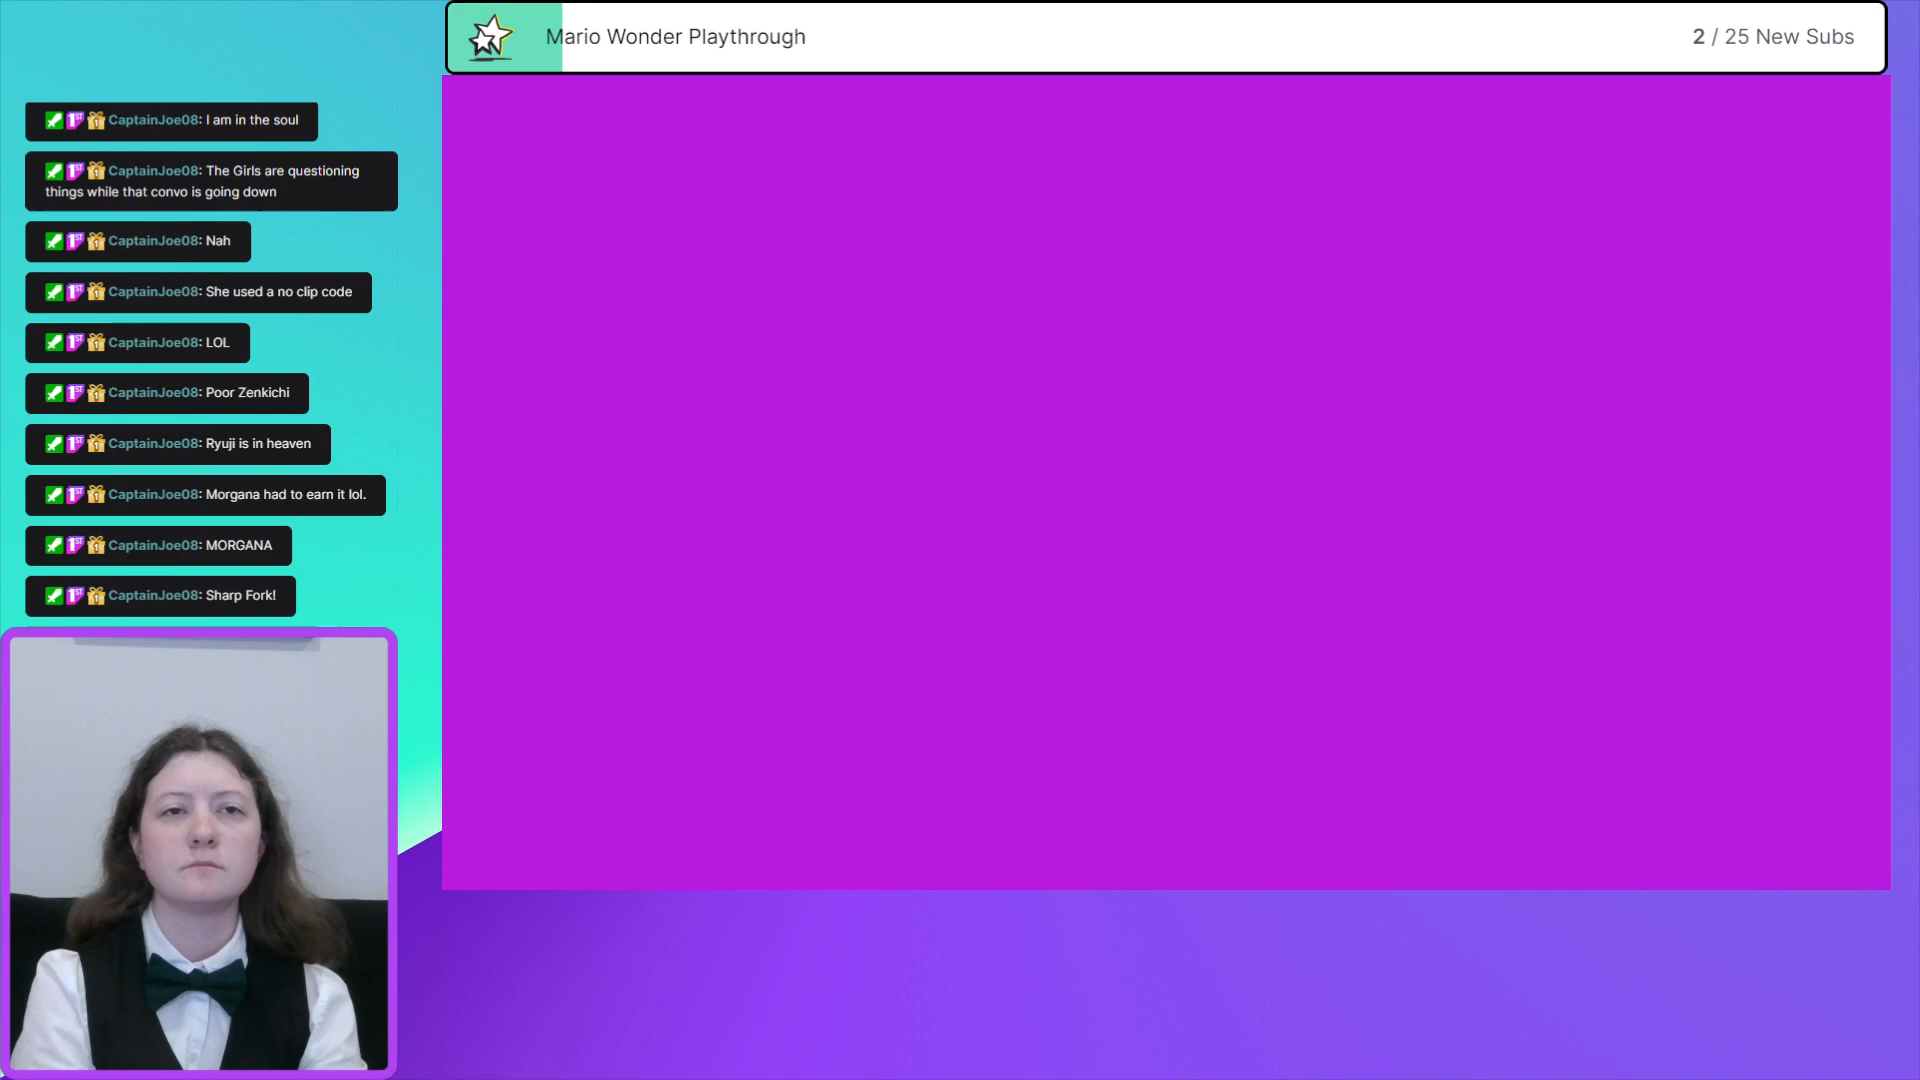 Mario Wonder Playthrough
2 / 25 New Subs
CaptainJoe08: I am in the soul
CaptainJoe08: The Girls are questioning
things while that convo is going down
CaptainJoe08: Nah
CaptainJoe08: She used a no clip code
CaptainJoe08: LOL
CaptainJoe08: Poor Zenkichi
CaptainJoe08: Ryuji is in heaven
CaptainJoe08: Morgana had to earn it lol.
CaptainJoe08: MORGANA
CaptainJoe08: Sharp Fork!